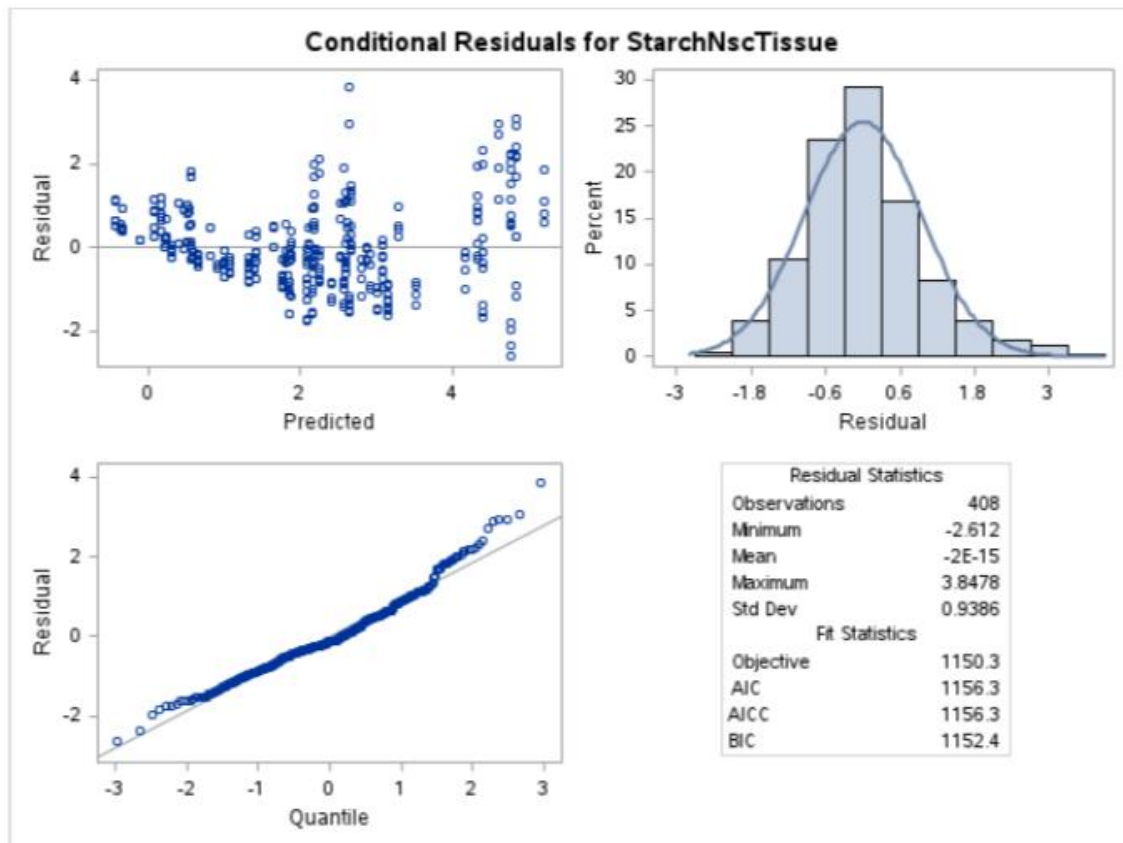 Conditional Residuals for StarchNscTissue
4
2
0
-2
Residual
0
2
4
Predicted
30
25
20
15
10
5
0
Percent
-3
-1.8
-0.6
0.6
1.8
3
Residual
4
2
0
-2
Residual
-3
-2
-1
0
1
2
3
Quantile
Residual Statistics
Observations 408
Minimum -2.612
Mean -2E-15
Maximum 3.8478
Std Dev 0.9386
Fit Statistics
Objective 1150.3
AIC 1156.3
AICC 1156.3
BIC 1152.4